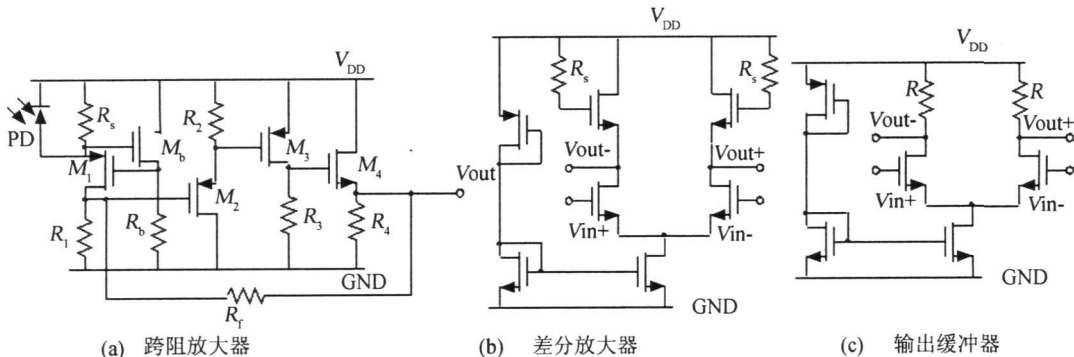 V_DD
PD
R_s
M_b
R_2
M_3
M_1
M_2
M_4
Vout
R_1
R_b
R_3
R_4
GND
R_f
(a) 跨阻放大器
V_DD
R_s
R_s
Vout-
Vout+
Vin+
Vin-
GND
(b) 差分放大器
V_DD
R
R
Vout-
Vout+
Vin+
Vin-
GND
(c) 输出缓冲器